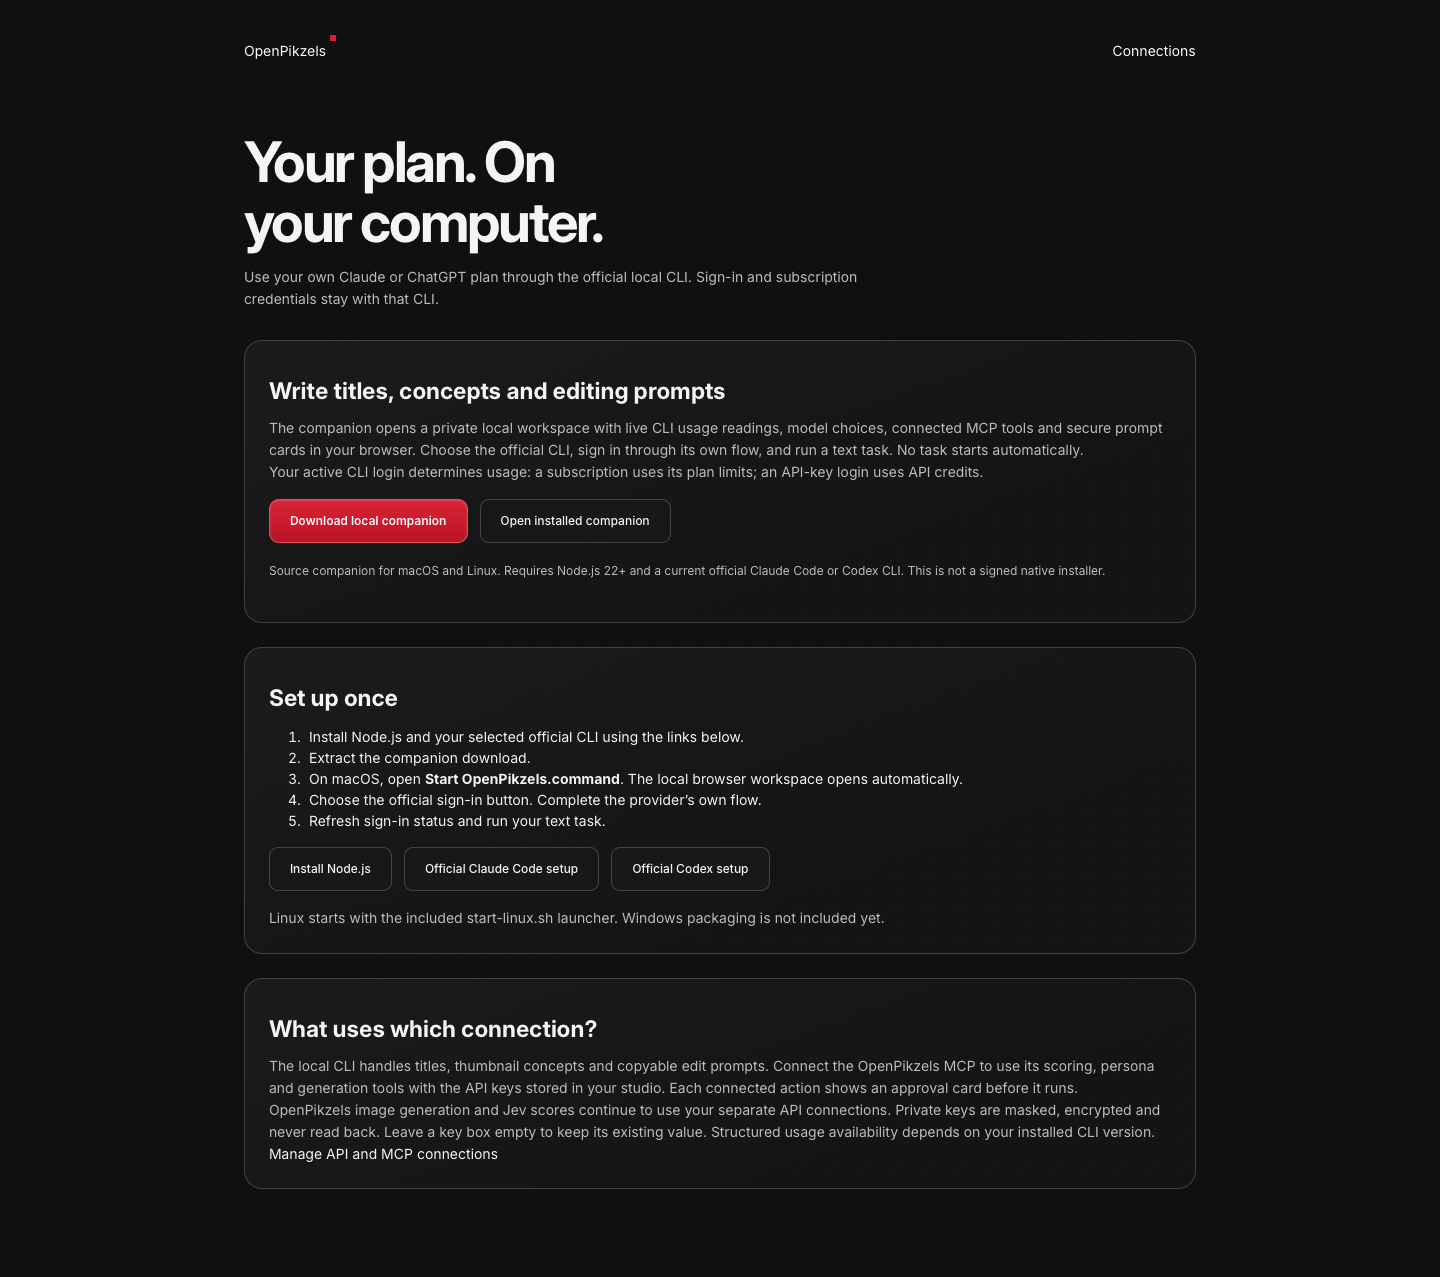 OpenPikzels
Connections
Your plan. On
your computer.
Use your own Claude or ChatGPT plan through the official local CLI. Sign-in and subscription
credentials stay with that CLI.
Write titles, concepts and editing prompts
The companion opens a private local workspace with live CLI usage readings, model choices, connected MCP tools and secure prompt
cards in your browser. Choose the official CLI, sign in through its own flow, and run a text task. No task starts automatically.
Your active CLI login determines usage: a subscription uses its plan limits; an API-key login uses API credits.
Download local companion
Open installed companion
Source companion for macOS and Linux. Requires Node.js 22+ and a current official Claude Code or Codex CLI. This is not a signed native installer.
Set up once
1. Install Node.js and your selected official CLI using the links below.
2. Extract the companion download.
3. On macOS, open Start OpenPikzels.command. The local browser workspace opens automatically.
4. Choose the official sign-in button. Complete the provider’s own flow.
5. Refresh sign-in status and run your text task.
Install Node.js
Official Claude Code setup
Official Codex setup
Linux starts with the included start-linux.sh launcher. Windows packaging is not included yet.
What uses which connection?
The local CLI handles titles, thumbnail concepts and copyable edit prompts. Connect the OpenPikzels MCP to use its scoring, persona
and generation tools with the API keys stored in your studio. Each connected action shows an approval card before it runs.
OpenPikzels image generation and Jev scores continue to use your separate API connections. Private keys are masked, encrypted and
never read back. Leave a key box empty to keep its existing value. Structured usage availability depends on your installed CLI version.
Manage API and MCP connections